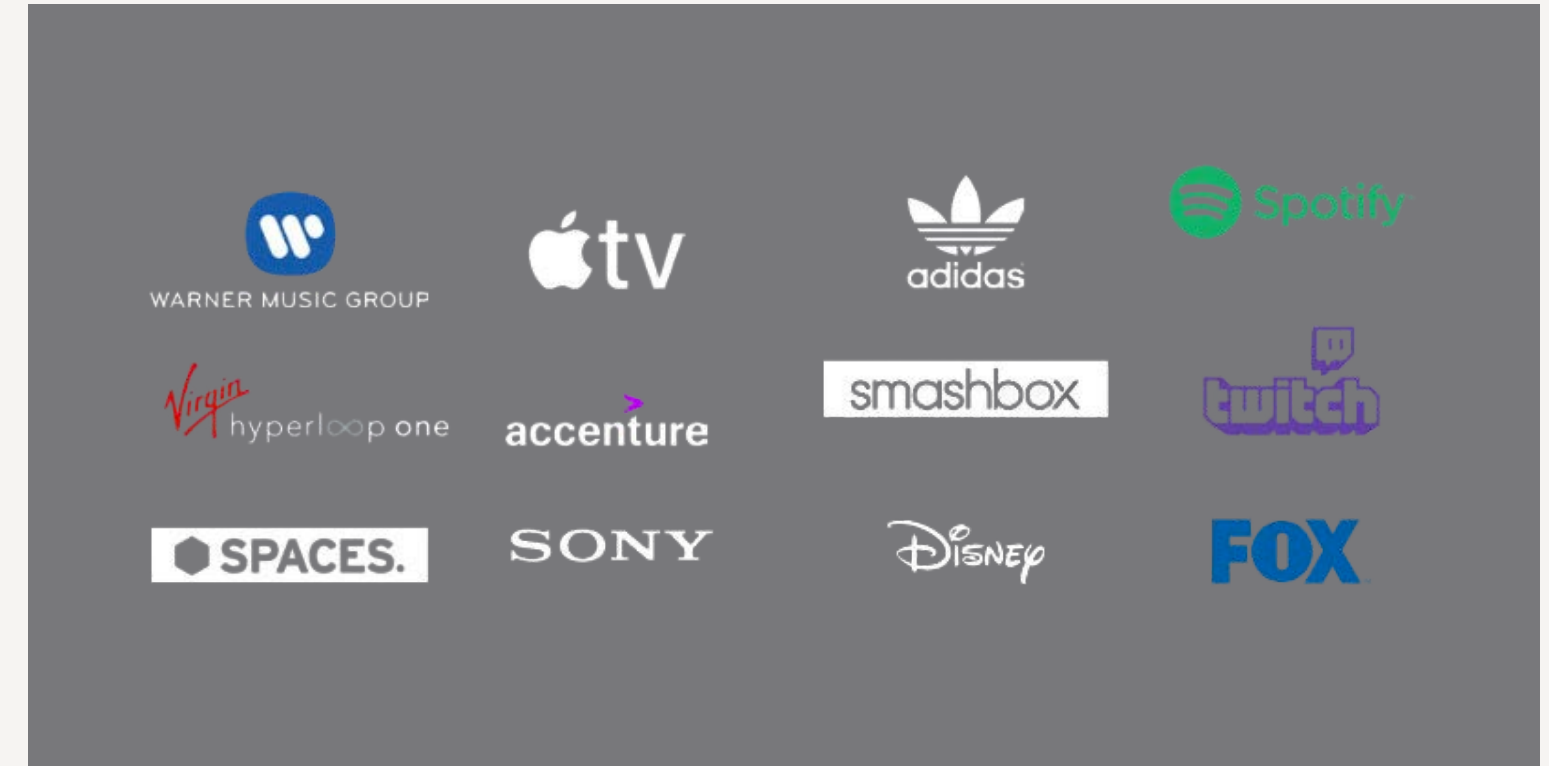 WARNER MUSIC GROUP
tv
adidas
Spotify
Virgin
hyperloop one
accenture
smashbox
twitch
SPACES.
SONY
Disney
FOX